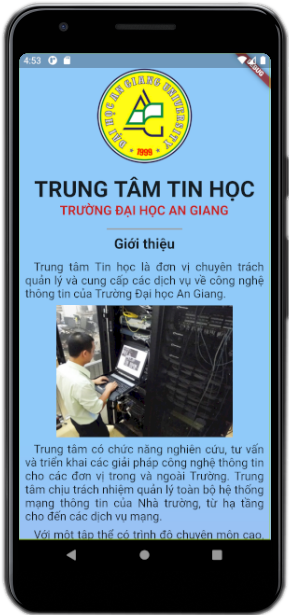 4:53
DEBUG
ĐẠI HỌC AN GIANG UNIVERSITY
1999
TRUNG TÂM TIN HỌC
TRƯỜNG ĐẠI HỌC AN GIANG
Giới thiệu
Trung tâm Tin học là đơn vị chuyên trách
quản lý và cung cấp các dịch vụ về công nghệ
thông tin của Trường Đại học An Giang.
Trung tâm có chức năng nghiên cứu, tư vấn
và triển khai các giải pháp công nghệ thông tin
cho các đơn vị trong và ngoài Trường. Trung
tâm chịu trách nhiệm quản lý toàn bộ hệ thống
mạng thông tin của Nhà trường, từ hạ tầng
cho đến các dịch vụ mạng.
Với một tập thể có trình độ chuyên môn cao,